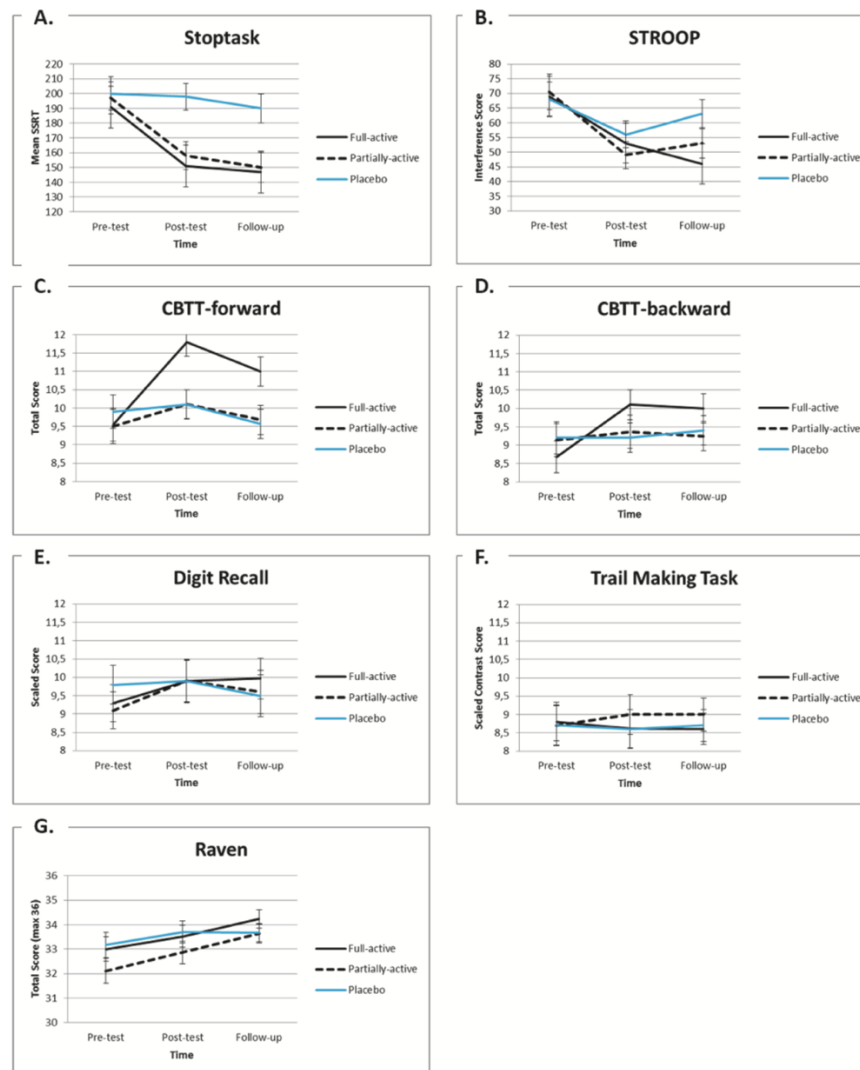 A.
Stoptask
220
210
200
190
180
170
160
150
140
130
120
Mean SSRT
Pre-test Post-test Follow-up
Time
Full-active
Partially-active
Placebo
B.
STROOP
80
75
70
65
60
55
50
45
40
35
30
Interference Score
Pre-test Post-test Follow-up
Time
Full-active
Partially-active
Placebo
C.
CBTT-forward
12
11,5
11
10,5
10
9,5
9
8,5
8
Total Score
Pre-test Post-test Follow-up
Time
Full-active
Partially-active
Placebo
D.
CBTT-backward
12
11,5
11
10,5
10
9,5
9
8,5
8
Total Score
Pre-test Post-test Follow-up
Time
Full-active
Partially-active
Placebo
E.
Digit Recall
12
11,5
11
10,5
10
9,5
9
8,5
8
Scaled Score
Pre-test Post-test Follow-up
Time
Full-active
Partially-active
Placebo
F.
Trail Making Task
12
11,5
11
10,5
10
9,5
9
8,5
8
Scaled Contrast Score
Pre-test Post-test Follow-up
Time
Full-active
Partially-active
Placebo
G.
Raven
36
35
34
33
32
31
30
Total Score (max 36)
Pre-test Post-test Follow-up
Time
Full-active
Partially-active
Placebo